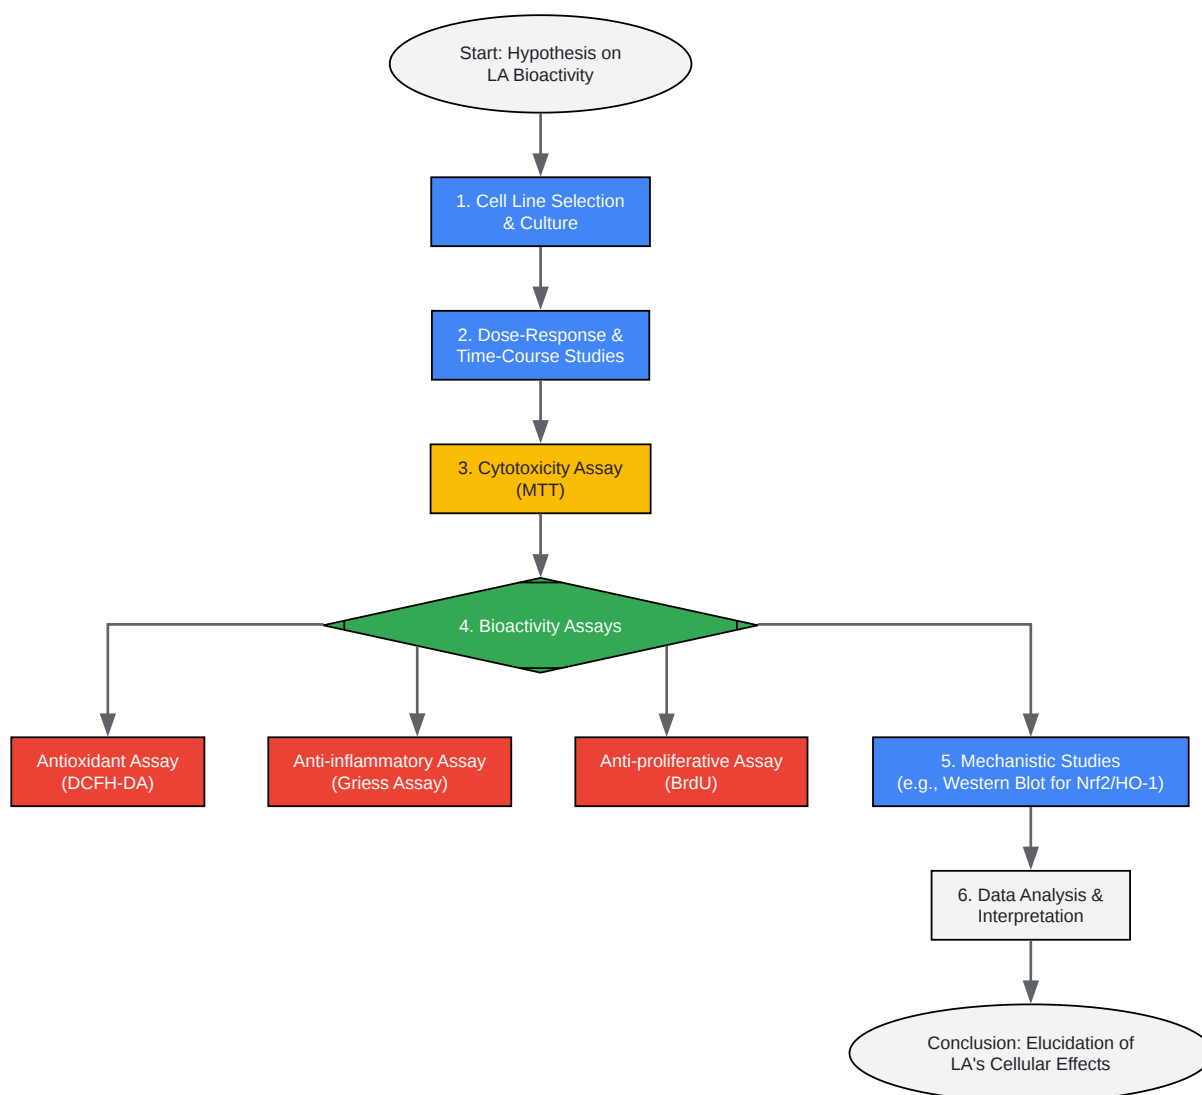 Start: Hypothesis on
LA Bioactivity
1. Cell Line Selection
& Culture
2. Dose-Response &
Time-Course Studies
3. Cytotoxicity Assay
(MTT)
4. Bioactivity Assays
Antioxidant Assay
(DCFH-DA)
Anti-inflammatory Assay
(Griess Assay)
Anti-proliferative Assay
(BrdU)
5. Mechanistic Studies
(e.g., Western Blot for Nrf2/HO-1)
6. Data Analysis &
Interpretation
Conclusion: Elucidation of
LA's Cellular Effects